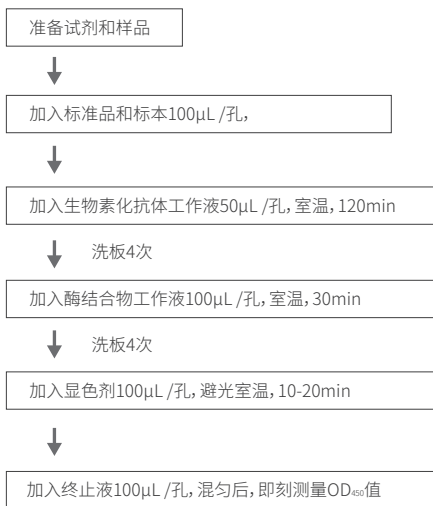 准备试剂和样品
加入标准品和标本100μL /孔，
加入生物素化抗体工作液50μL /孔，室温，120min
洗板4次
加入酶结合物工作液100μL /孔，室温，30min
洗板4次
加入显色剂100μL /孔，避光室温，10-20min
加入终止液100μL /孔，混匀后，即刻测量OD₄₅₀值